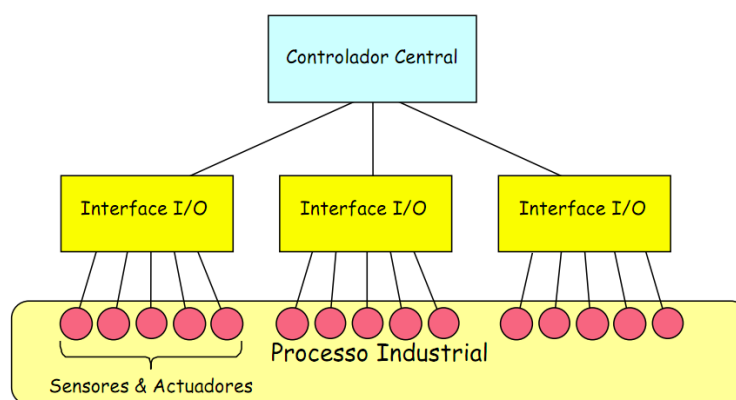 Controlador Central
Interface I/O
Interface I/O
Interface I/O
Processo Industrial
Sensores & Actuadores